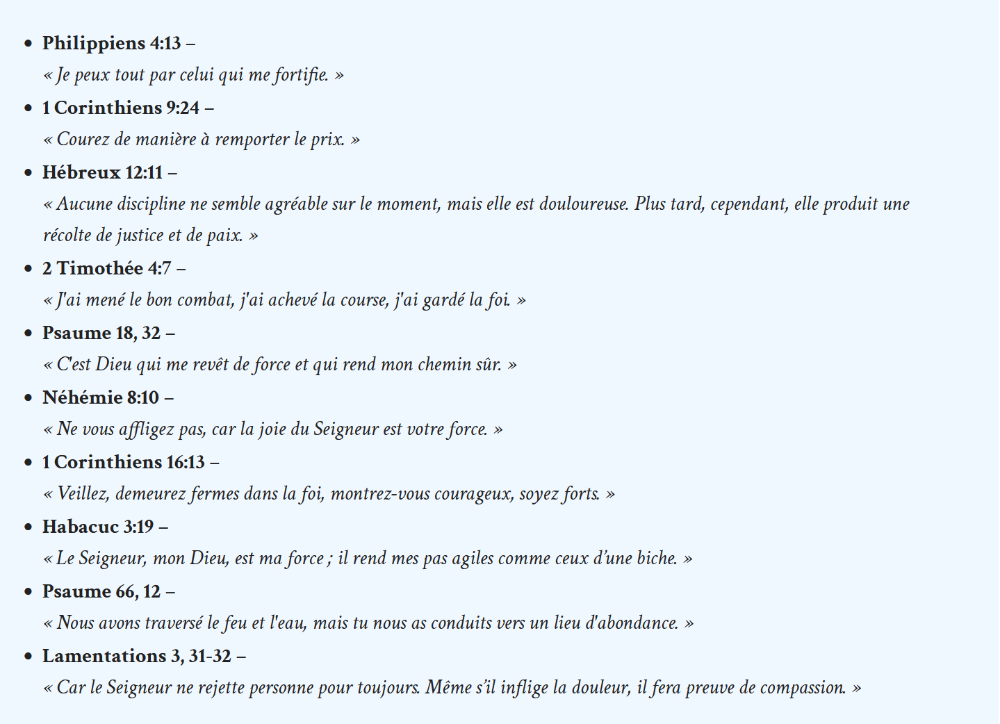 • Philippiens 4:13 –
« Je peux tout par celui qui me fortifie. »
• 1 Corinthiens 9:24 –
« Courez de manière à remporter le prix. »
• Hébreux 12:11 –
« Aucune discipline ne semble agréable sur le moment, mais elle est douloureuse. Plus tard, cependant, elle produit une
récolte de justice et de paix. »
• 2 Timothée 4:7 –
« J'ai mené le bon combat, j'ai achevé la course, j'ai gardé la foi. »
• Psaume 18, 32 –
« C'est Dieu qui me revêt de force et qui rend mon chemin sûr. »
• Néhémie 8:10 –
« Ne vous affligez pas, car la joie du Seigneur est votre force. »
• 1 Corinthiens 16:13 –
« Veillez, demeurez fermes dans la foi, montrez-vous courageux, soyez forts. »
• Habacuc 3:19 –
« Le Seigneur, mon Dieu, est ma force ; il rend mes pas agiles comme ceux d’une biche. »
• Psaume 66, 12 –
« Nous avons traversé le feu et l'eau, mais tu nous as conduits vers un lieu d'abondance. »
• Lamentations 3, 31-32 –
« Car le Seigneur ne rejette personne pour toujours. Même s’il inflige la douleur, il fera preuve de compassion. »